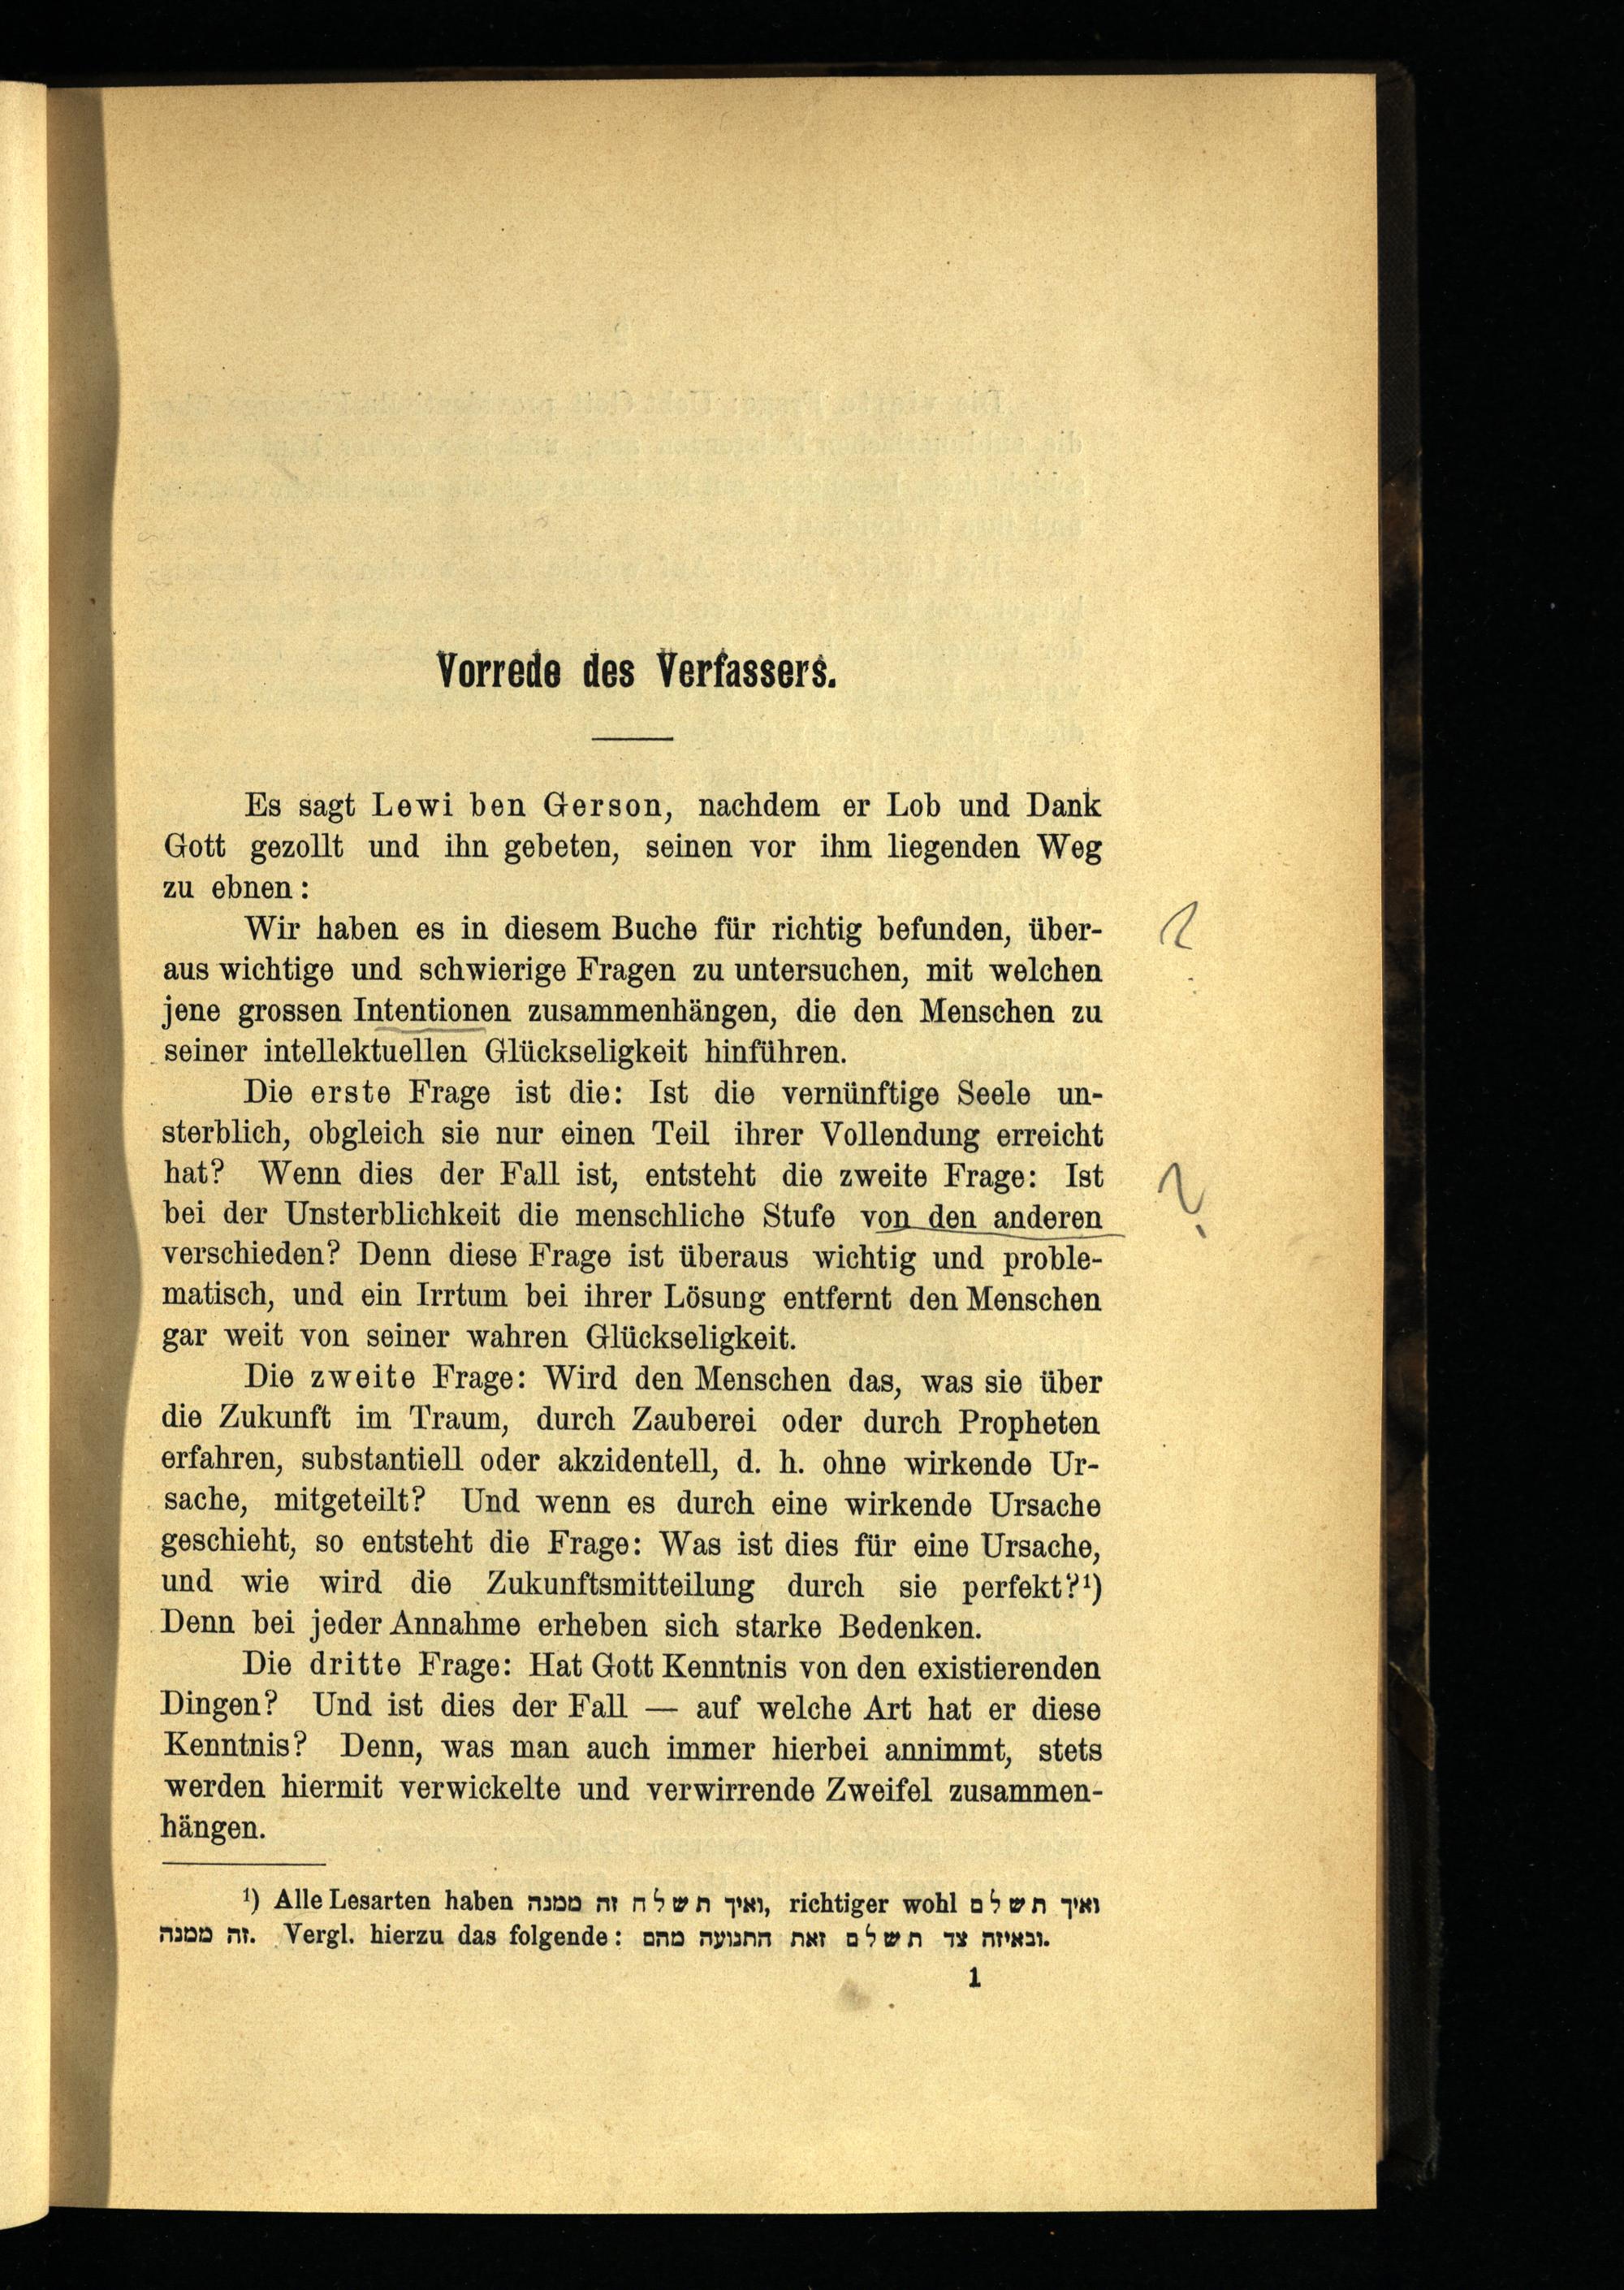 Vorrede des Verfassers.
Es sagt Lewi ben Gerson, nachdem er Lob und Dank
Gott gezollt und ihn gebeten, seinen vor ihm liegenden Weg
zu ebnen:
Wir haben es in diesem Buche für richtig befunden, über-
aus wichtige und schwierige Fragen zu untersuchen, mit welchen
jene grossen Intentionen zusammenhängen, die den Menschen zu
seiner intellektuellen Glückseligkeit hinführen.
?
Die erste Frage ist die: Ist die vernünftige Seele un-
sterblich, obgleich sie nur einen Teil ihrer Vollendung erreicht
hat? Wenn dies der Fall ist, entsteht die zweite Frage: Ist
bei der Unsterblichkeit die menschliche Stufe von den anderen
verschieden? Denn diese Frage ist überaus wichtig und proble-
matisch, und ein Irrtum bei ihrer Lösung entfernt den Menschen
gar weit von seiner wahren Glückseligkeit.
?
Die zweite Frage: Wird den Menschen das, was sie über
die Zukunft im Traum, durch Zauberei oder durch Propheten
erfahren, substantiell oder akzidentell, d. h. ohne wirkende Ur-
sache, mitgeteilt? Und wenn es durch eine wirkende Ursache
geschieht, so entsteht die Frage: Was ist dies für eine Ursache,
und wie wird die Zukunftsmitteilung durch sie perfekt?¹)
Denn bei jeder Annahme erheben sich starke Bedenken.
Die dritte Frage: Hat Gott Kenntnis von den existierenden
Dingen? Und ist dies der Fall — auf welche Art hat er diese
Kenntnis? Denn, was man auch immer hierbei annimmt, stets
werden hiermit verwickelte und verwirrende Zweifel zusammen-
hängen.
¹) Alle Lesarten haben ואיך תשלח זה ממנה, richtiger wohl ואיך תשלם
זה ממנה. Vergl. hierzu das folgende: ובאיזה צד תשלם זאת התנועה מהם.
1